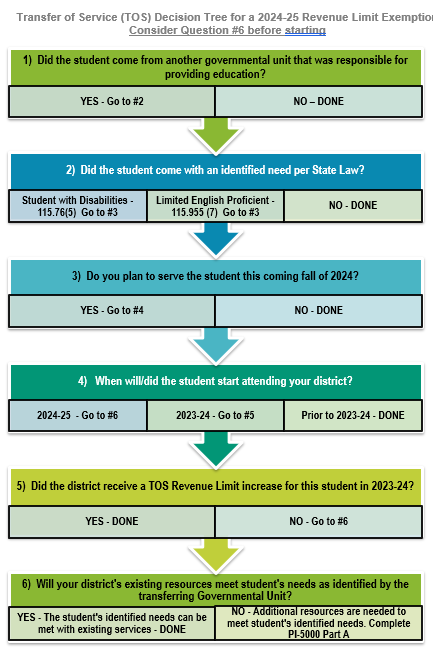 Transfer of Service (TOS) Decision Tree for a 2024-25 Revenue Limit Exemptio
Consider Question #6 before starting
1) Did the student come from another governmental unit that was responsible for
providing education?
YES - Go to #2
NO – DONE
2) Did the student come with an identified need per State Law?
Student with Disabilities -
115.76(5) Go to #3
Limited English Proficient -
115.955 (7) Go to #3
NO - DONE
3) Do you plan to serve the student this coming fall of 2024?
YES - Go to #4
NO - DONE
4) When will/did the student start attending your district?
2024-25 - Go to #6
2023-24 - Go to #5
Prior to 2023-24 - DONE
5) Did the district receive a TOS Revenue Limit increase for this student in 2023-24?
YES - DONE
NO - Go to #6
6) Will your district's existing resources meet student's needs as identified by the
transferring Governmental Unit?
YES - The student's identified needs can be
met with existing services - DONE
NO - Additional resources are needed to
meet student's identified needs. Complete
PI-5000 Part A